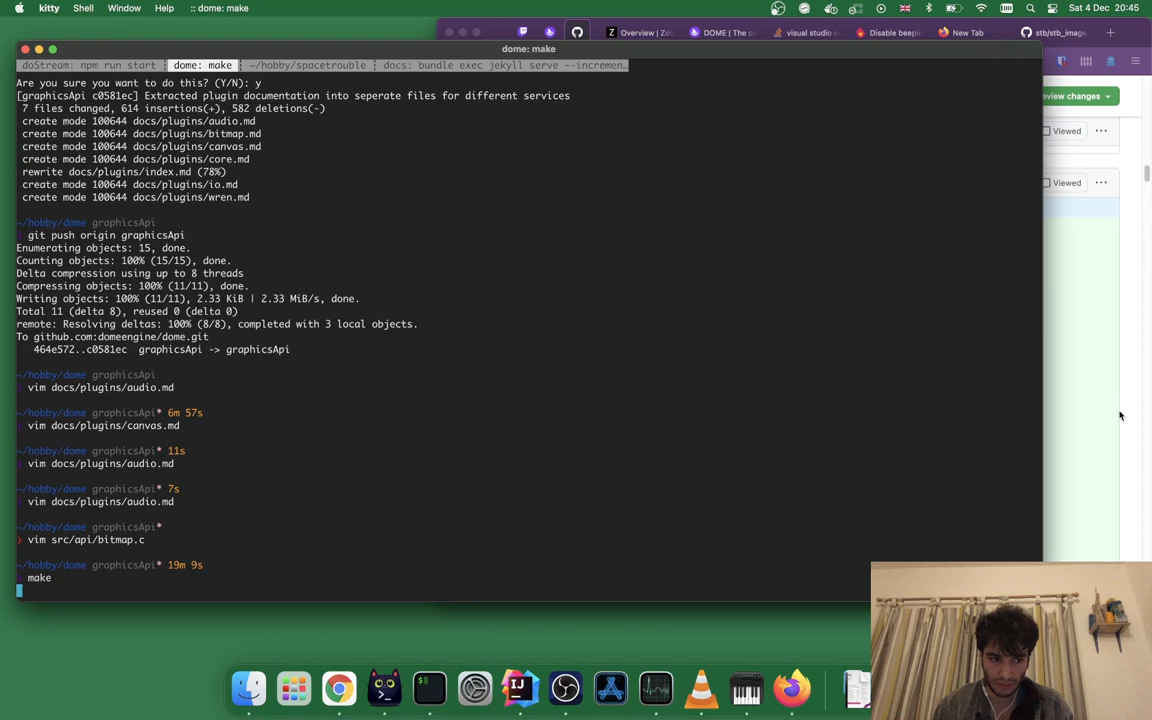 kitty Shell Window Help :: dome: make
Sat 4 Dec 20:45
Overview | Zol
DOME | The co
visual studio c
Disable beepin
New Tab
stb/stb_image
dome: make
doStream: npm run start | dome: make | ~/hobby/spacetrouble | docs: bundle exec jekyll serve --incremen…
Are you sure you want to do this? (Y/N): y
[graphicsApi c0581ec] Extracted plugin documentation into seperate files for different services
7 files changed, 614 insertions(+), 582 deletions(-)
create mode 100644 docs/plugins/audio.md
create mode 100644 docs/plugins/bitmap.md
create mode 100644 docs/plugins/canvas.md
create mode 100644 docs/plugins/core.md
rewrite docs/plugins/index.md (78%)
create mode 100644 docs/plugins/io.md
create mode 100644 docs/plugins/wren.md
~/hobby/dome graphicsApi
git push origin graphicsApi
Enumerating objects: 15, done.
Counting objects: 100% (15/15), done.
Delta compression using up to 8 threads
Compressing objects: 100% (11/11), done.
Writing objects: 100% (11/11), 2.33 KiB | 2.33 MiB/s, done.
Total 11 (delta 8), reused 0 (delta 0)
remote: Resolving deltas: 100% (8/8), completed with 3 local objects.
To github.com:domeengine/dome.git
464e572..c0581ec graphicsApi -> graphicsApi
~/hobby/dome graphicsApi
vim docs/plugins/audio.md
~/hobby/dome graphicsApi* 6m 57s
vim docs/plugins/canvas.md
~/hobby/dome graphicsApi* 11s
vim docs/plugins/audio.md
~/hobby/dome graphicsApi* 7s
vim docs/plugins/audio.md
~/hobby/dome graphicsApi*
❯ vim src/api/bitmap.c
~/hobby/dome graphicsApi* 19m 9s
make
eview changes
Viewed
Viewed